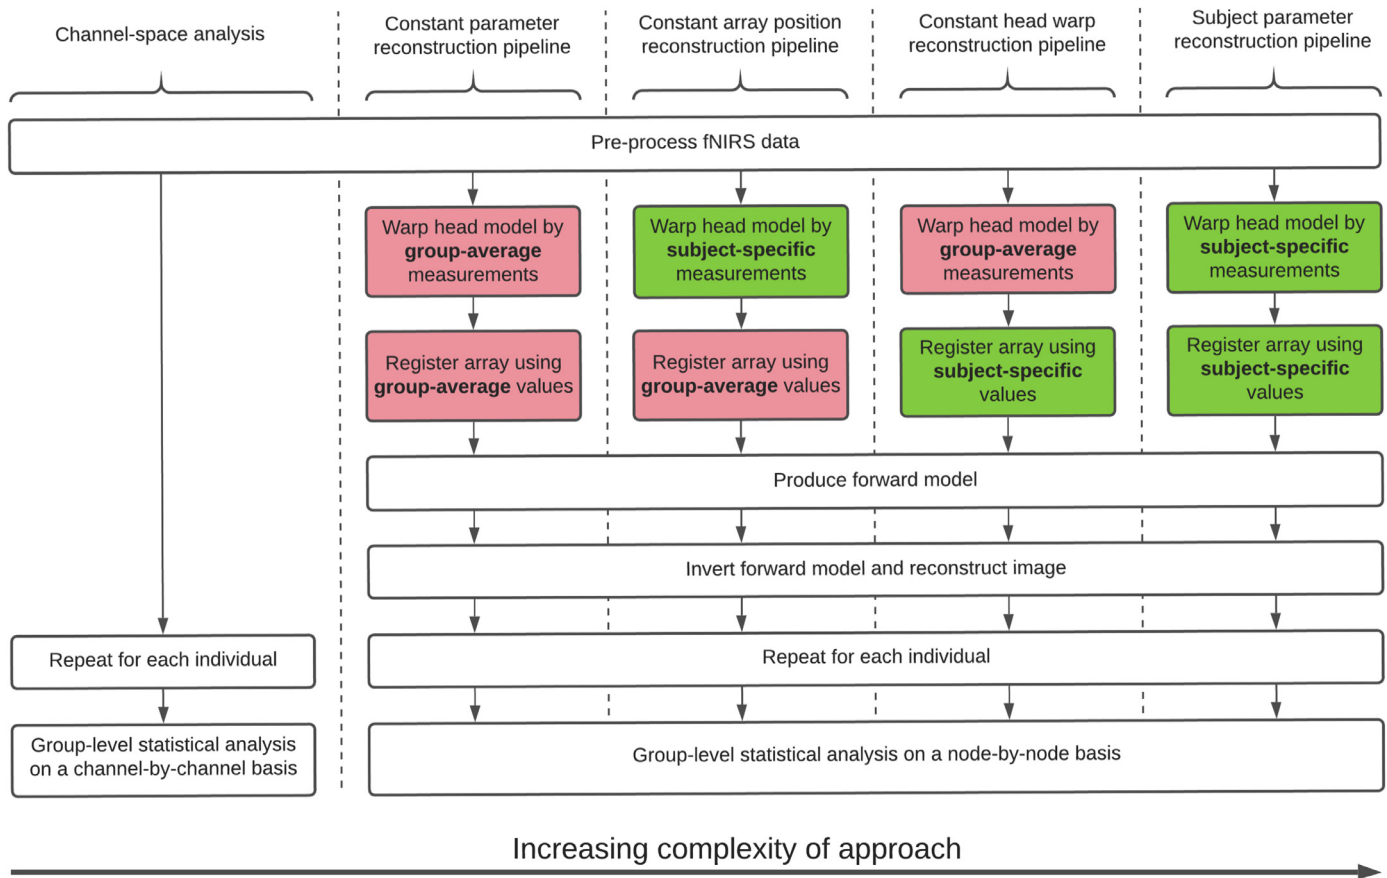 Channel-space analysis
Constant parameter
reconstruction pipeline
Constant array position
reconstruction pipeline
Constant head warp
reconstruction pipeline
Subject parameter
reconstruction pipeline
Pre-process fNIRS data
Warp head model by
group-average
measurements
Warp head model by
subject-specific
measurements
Warp head model by
group-average
measurements
Warp head model by
subject-specific
measurements
Register array using
group-average values
Register array using
group-average values
Register array using
subject-specific
values
Register array using
subject-specific
values
Produce forward model
Invert forward model and reconstruct image
Repeat for each individual
Repeat for each individual
Group-level statistical analysis
on a channel-by-channel basis
Group-level statistical analysis on a node-by-node basis
Increasing complexity of approach